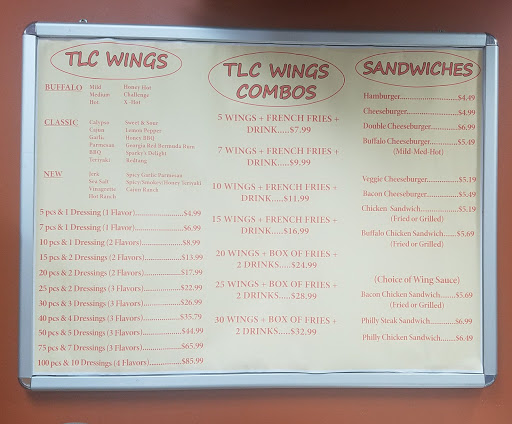 TLC WINGS
BUFFALO Mild Honey Hot
Medium Challenge
Hot X-Hot
CLASSIC Calypso Sweet & Sour
Cajun Lemon Pepper
Garlic Honey BBQ
Parmesan Georgia Red Bermuda Burn
BBQ Sparky's Delight
Teriyaki Redtang
NEW Jerk Spicy Garlic Parmesan
Sea Salt Spicy/Smokey/Honey Teriyaki
Vinaigrette Cajun Ranch
Hot Ranch
5 pcs & 1 Dressing (1 Flavor)..........................$4.99
7 pcs & 1 Dressing (1 Flavor)..........................$6.99
10 pcs & 1 Dressing (2 Flavors)......................$8.99
15 pcs & 2 Dressing (2 Flavors)....................$13.99
20 pcs & 2 Dressing (2 Flavors)....................$17.99
25 pcs & 2 Dressing (3 Flavors)....................$22.99
30 pcs & 3 Dressing (3 Flavors)....................$26.99
40 pcs & 4 Dressing (3 Flavors)....................$35.79
50 pcs & 5 Dressing (3 Flavors)....................$44.99
75 pcs & 7 Dressing (3 Flavors)....................$65.99
100 pcs & 10 Dressings (4 Flavors)................$85.99
TLC WINGS
COMBOS
5 WINGS + FRENCH FRIES +
DRINK.....$7.99
7 WINGS + FRENCH FRIES +
DRINK.....$9.99
10 WINGS + FRENCH FRIES +
DRINK.....$11.99
15 WINGS + FRENCH FRIES +
DRINK.....$16.99
20 WINGS + BOX OF FRIES +
2 DRINKS.....$24.99
25 WINGS + BOX OF FRIES +
2 DRINKS.....$28.99
30 WINGS + BOX OF FRIES +
2 DRINKS.....$32.99
SANDWICHES
Hamburger..........................$4.49
Cheeseburger.....................$4.99
Double Cheeseburger.........$6.99
Buffalo Cheeseburger.........$5.49
(Mild-Med-Hot)
Veggie Cheeseburger..........$5.19
Bacon Cheeseburger...........$5.49
Chicken Sandwich..............$5.19
(Fried or Grilled)
Buffalo Chicken Sandwich......$5.69
(Fried or Grilled)
(Choice of Wing Sauce)
Bacon Chicken Sandwich.......$5.69
(Fried or Grilled)
Philly Steak Sandwich...........$6.99
Philly Chicken Sandwich........$6.49